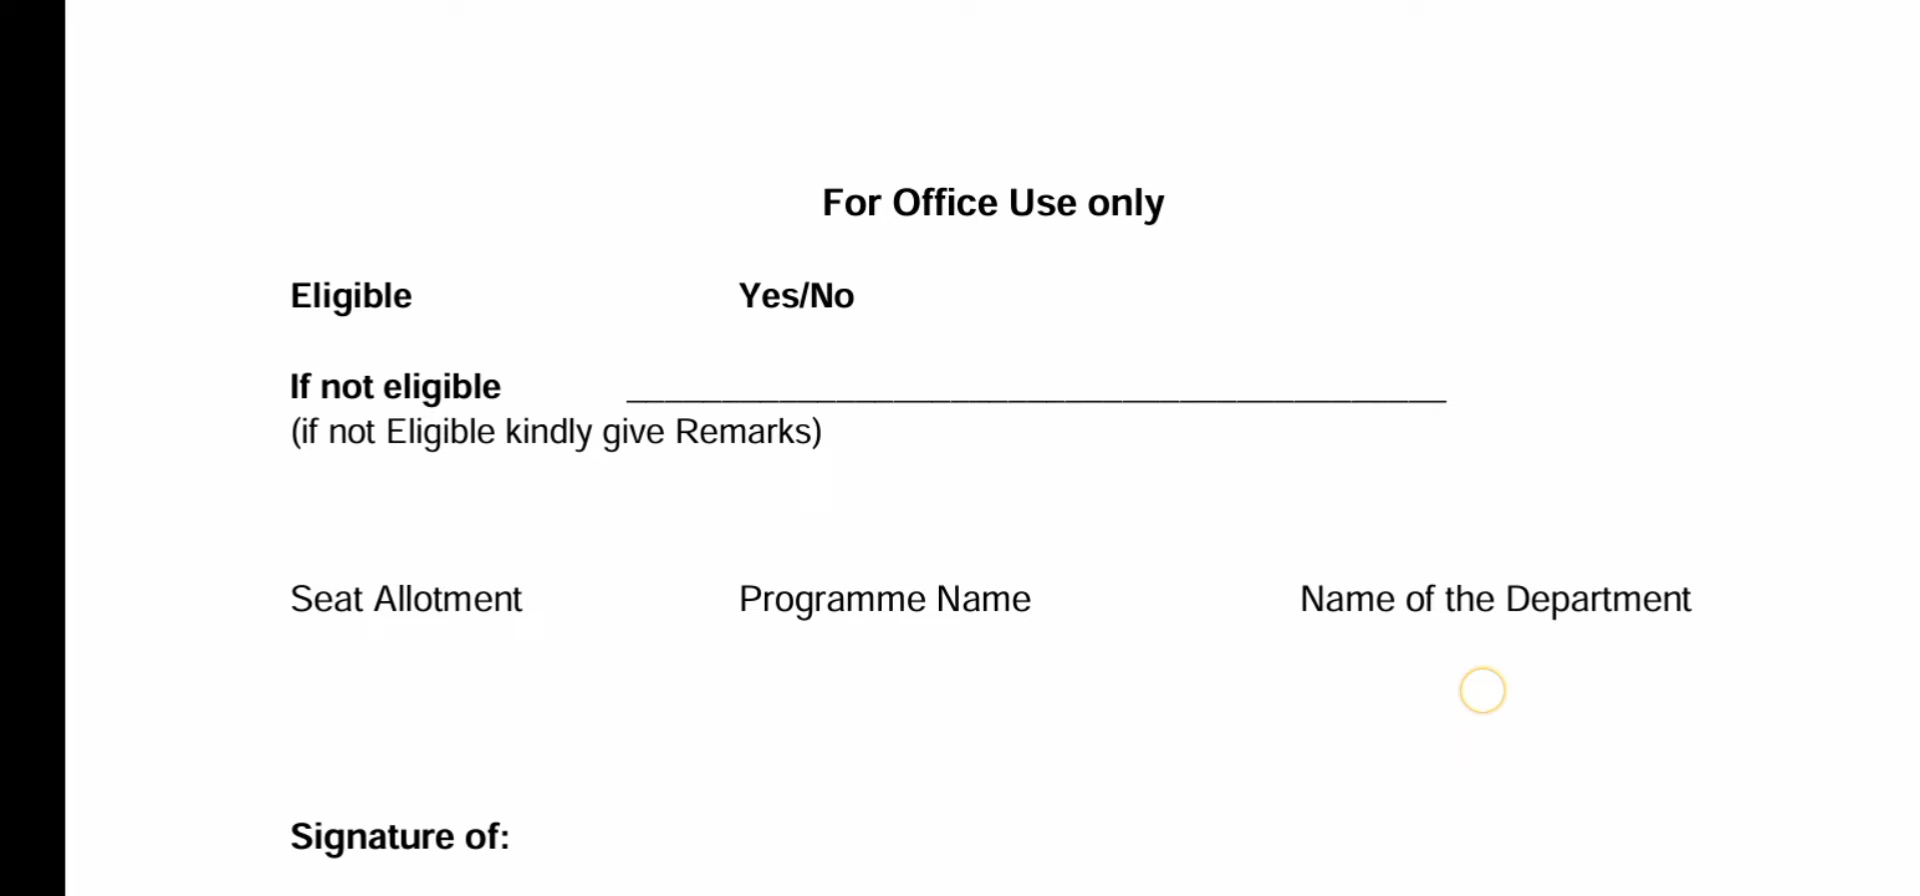 For Office Use only
Eligible Yes/No
If not eligible ___________________________________________
(if not Eligible kindly give Remarks)
Seat Allotment Programme Name Name of the Department
Signature of: